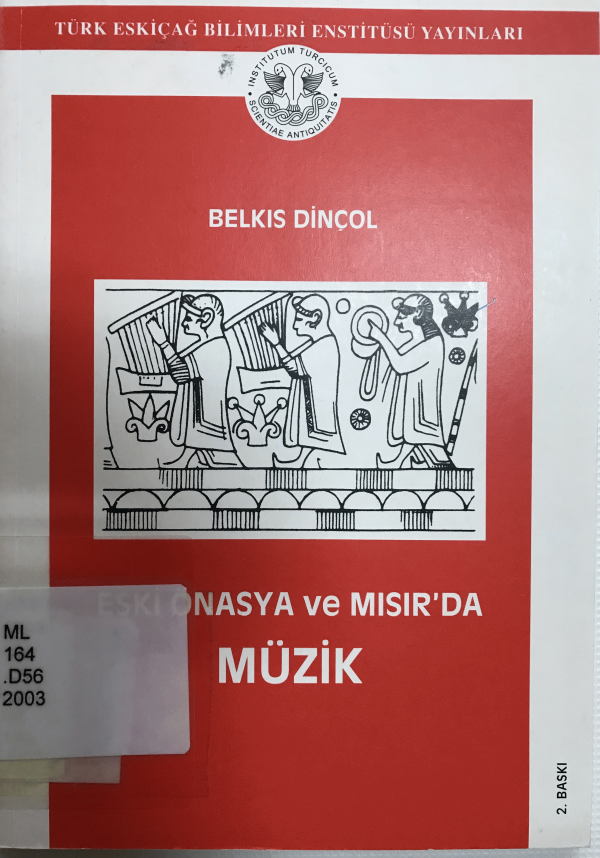 TÜRK ESKİÇAĞ BİLİMLERİ ENSTİTÜSÜ YAYINLARI
INSTITUTUM TURCICUM
SCIENTIAE ANTIQUITATIS
BELKIS DİNÇOL
ESKİ ÖNASYA ve MISIR'DA
MÜZİK
ML
164
.D56
2003
2. BASKI